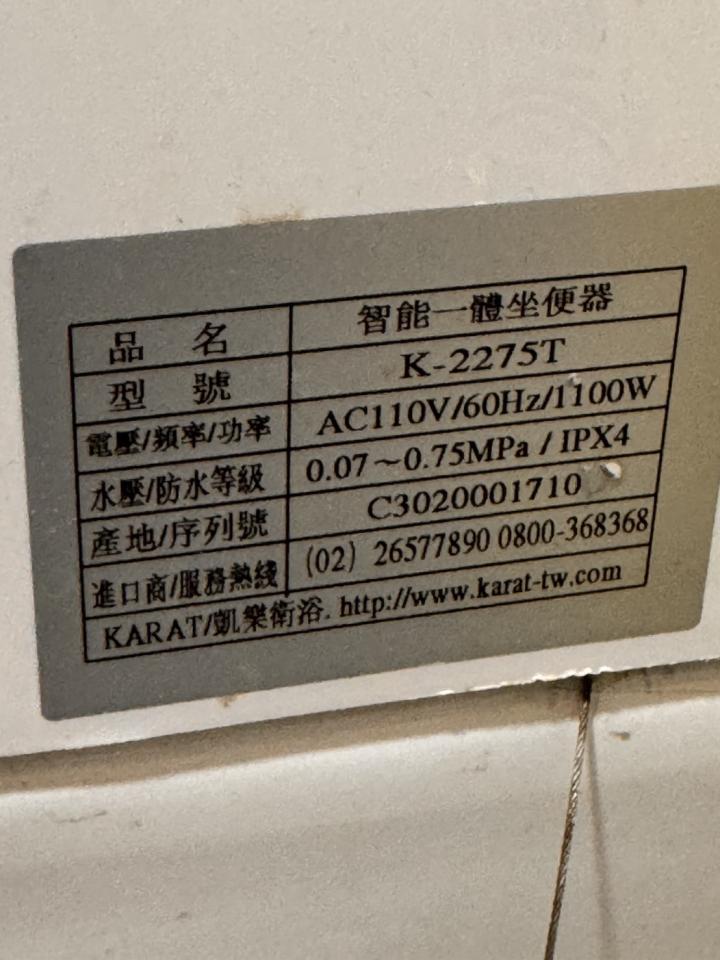 品 名 智能一體坐便器
型 號 K-2275T
電壓/頻率/功率 AC110V/60Hz/1100W
水壓/防水等級 0.07～0.75MPa / IPX4
產地/序列號 C3020001710
進口商/服務熱綫 (02) 26577890 0800-368368
KARAT/凱樂衛浴. http://www.karat-tw.com